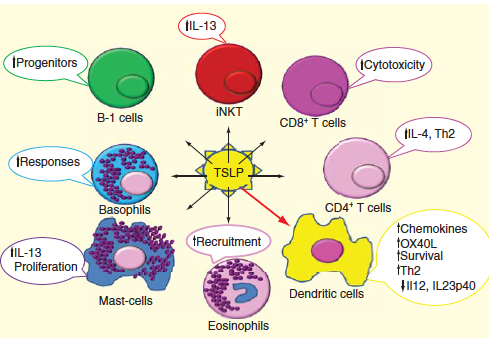 ↑IL-13
↑Progenitors
↑Cytotoxicity
B-1 cells
iNKT
CD8⁺ T cells
↑IL-4, Th2
↑Responses
TSLP
Basophils
CD4⁺ T cells
↑IL-13
Proliferation
↑Recruitment
↑Chemokines
↑OX40L
↑Survival
↑Th2
↓Il12, IL23p40
Mast-cells
Dendritic cells
Eosinophils